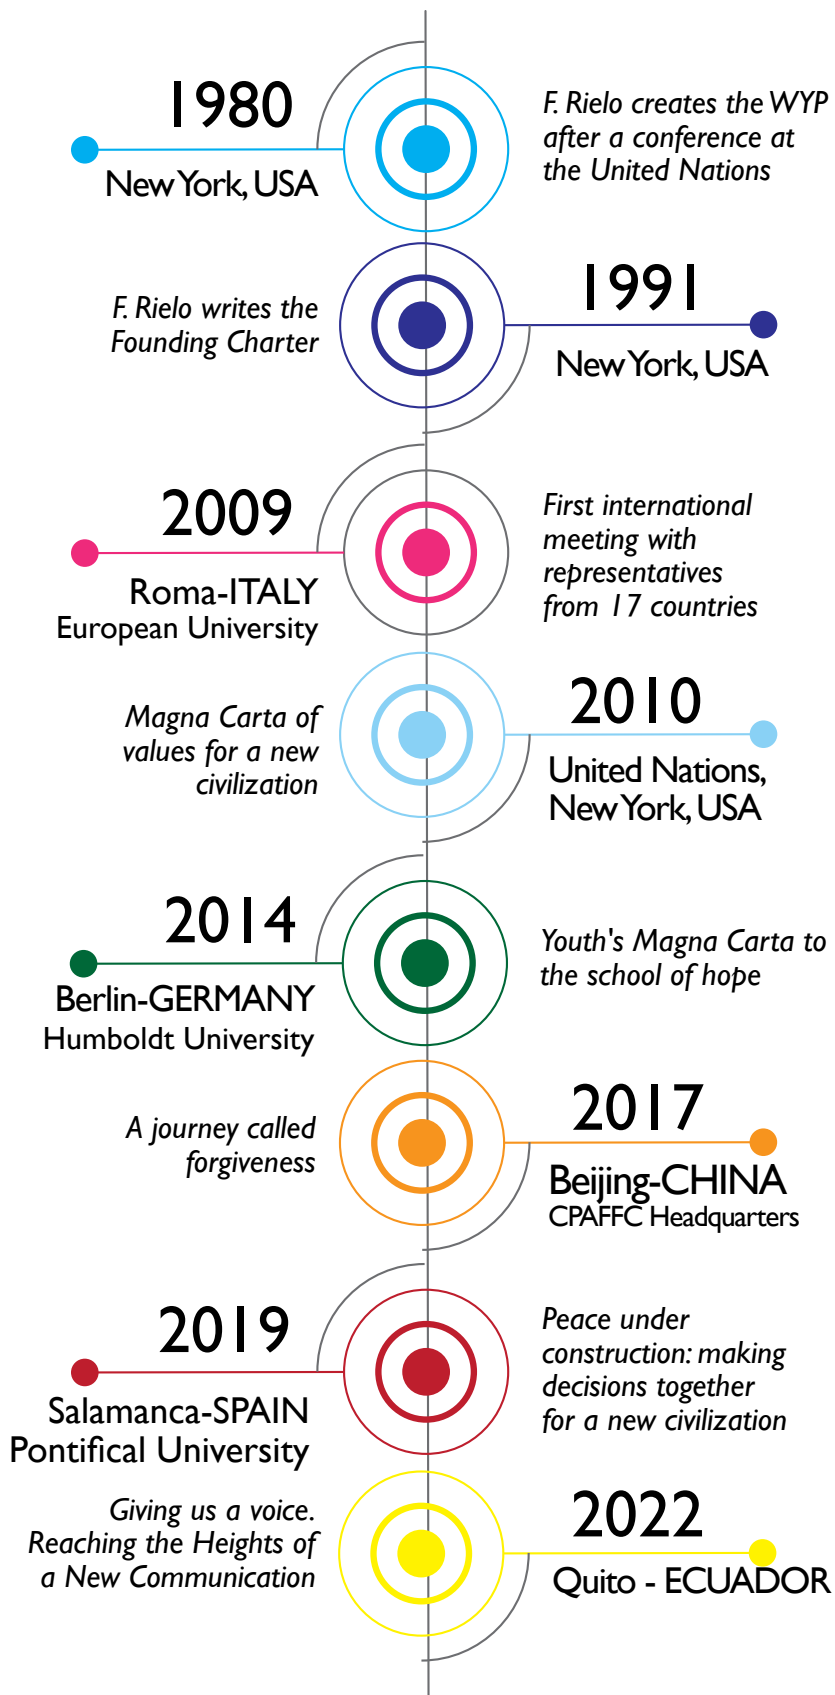 1980
New York, USA
F. Rielo creates the WYP
after a conference at
the United Nations
F. Rielo writes the
Founding Charter
1991
New York, USA
2009
Roma-ITALY
European University
First international
meeting with
representatives
from 17 countries
Magna Carta of
values for a new
civilization
2010
United Nations,
New York, USA
2014
Berlin-GERMANY
Humboldt University
Youth's Magna Carta to
the school of hope
A journey called
forgiveness
2017
Beijing-CHINA
CPAFFC Headquarters
2019
Salamanca-SPAIN
Pontifical University
Peace under
construction: making
decisions together
for a new civilization
Giving us a voice.
Reaching the Heights of
a New Communication
2022
Quito - ECUADOR